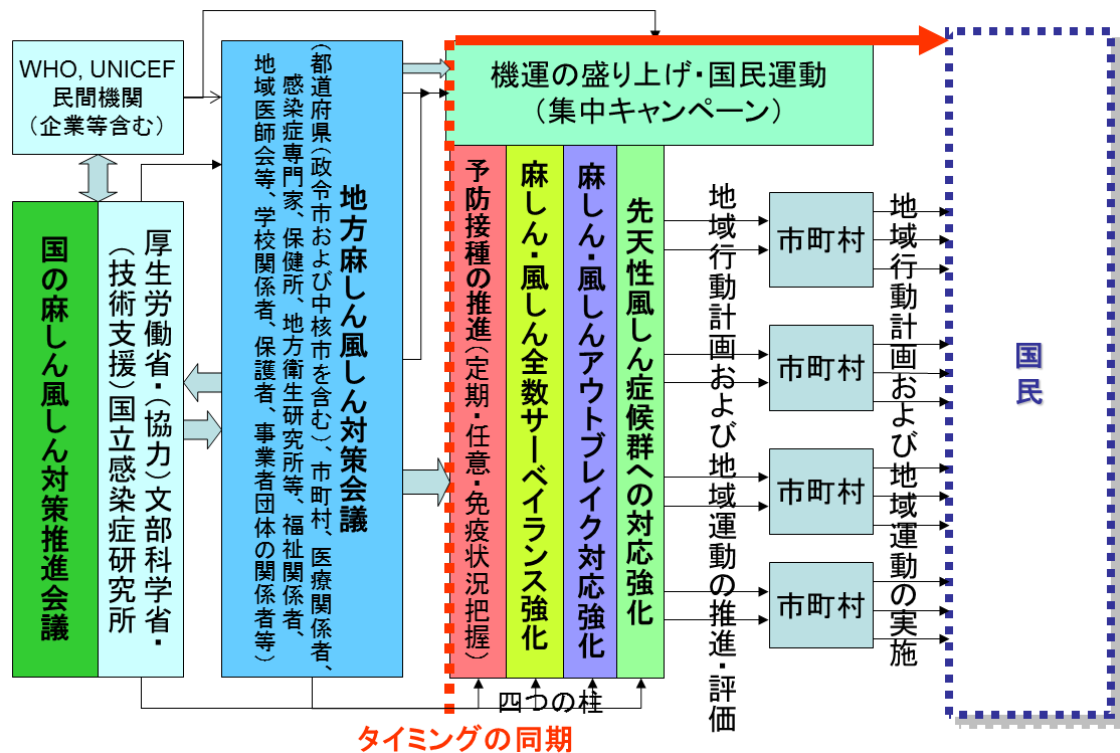 WHO, UNICEF
民間機関
（企業等含む）
国の麻しん風しん対策推進会議
厚生労働省・（協力）文部科学省・
（技術支援）国立感染症研究所
地方麻しん風しん対策会議
（都道府県（政令市および中核市を含む）、市町村、医療関係者、
感染症専門家、保健所、地方衛生研究所等、福祉関係者、
地域医師会等、学校関係者、保護者、事業者団体の関係者等）
機運の盛り上げ・国民運動
（集中キャンペーン）
予防接種の推進（定期・任意・免疫状況把握）
麻しん・風しん全数サーベイランス強化
麻しん・風しんアウトブレイク対応強化
先天性風しん症候群への対応強化
四つの柱
タイミングの同期
地域行動計画および地域運動の推進・評価
市町村
市町村
市町村
市町村
地域行動計画および地域運動の実施
国民